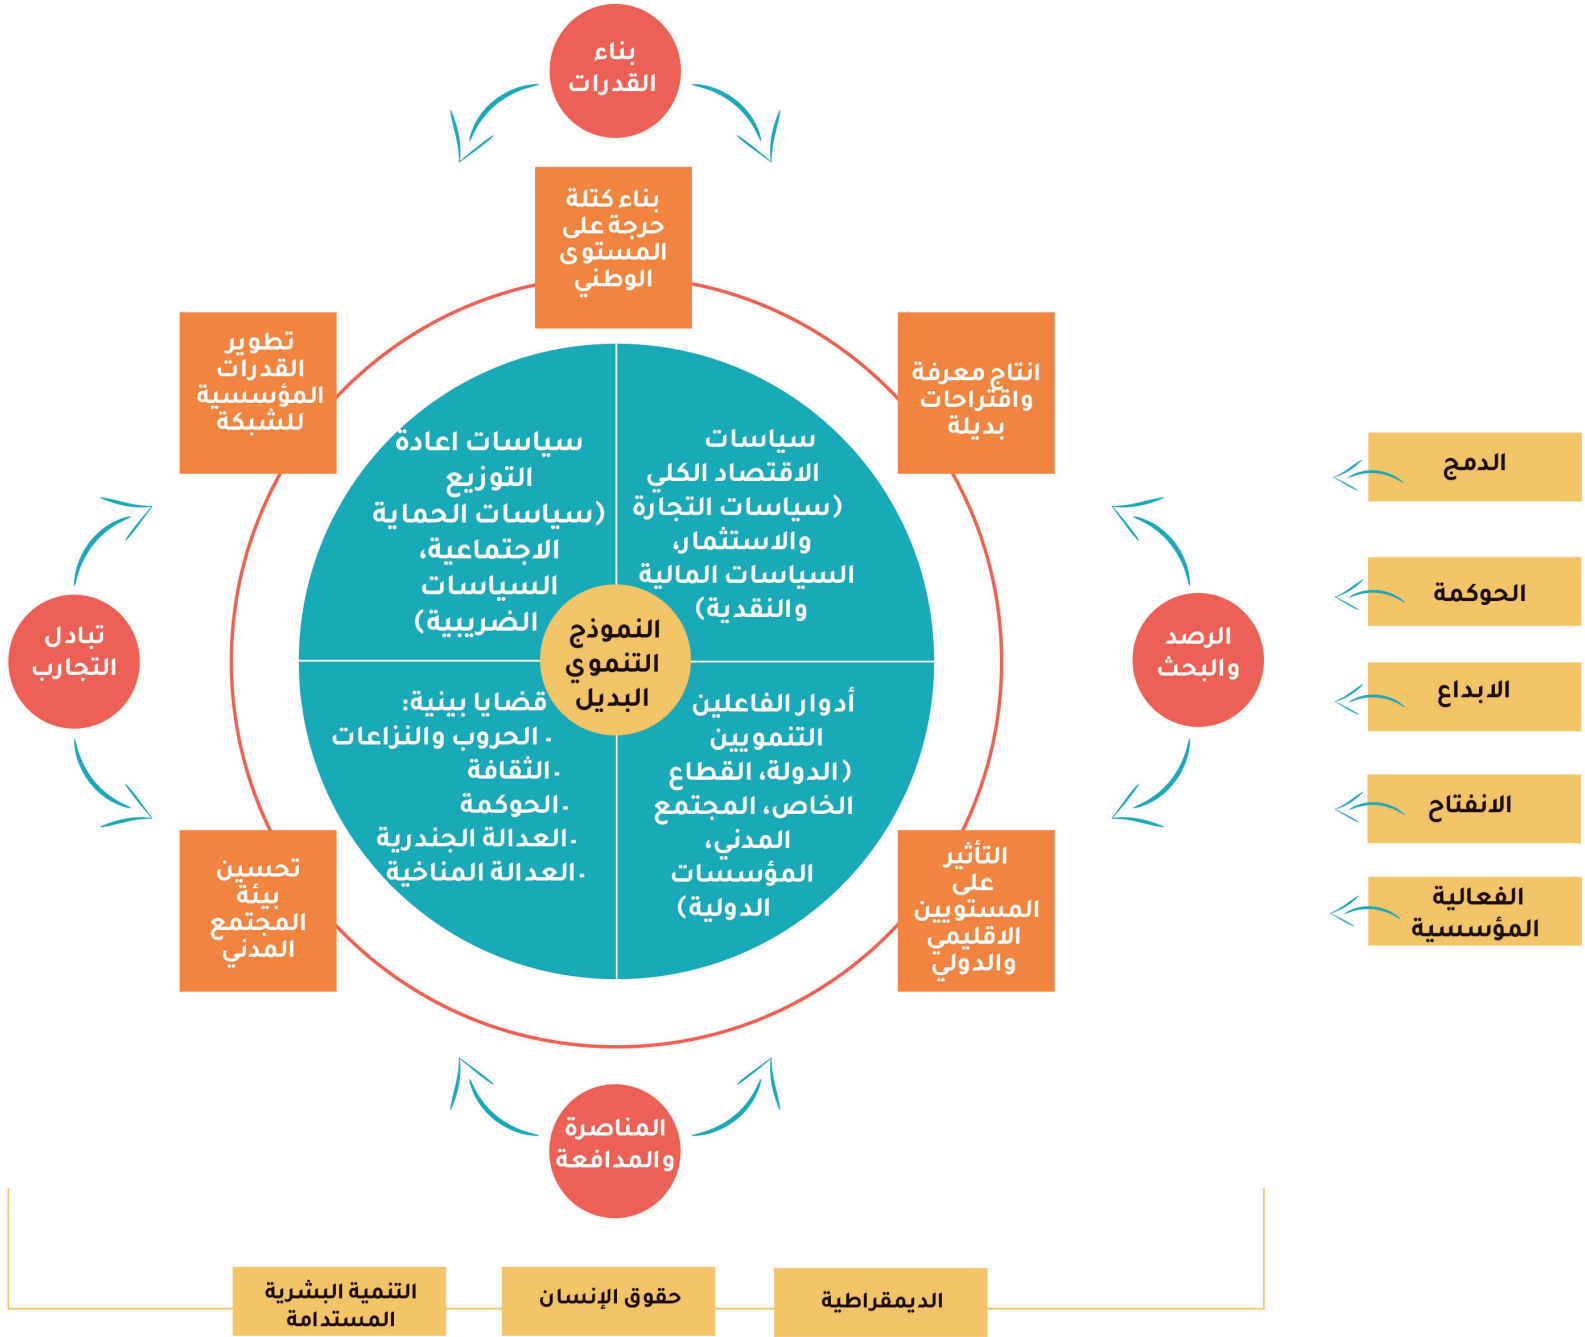 بناء
القدرات
بناء كتلة
حرجة على
المستوى
الوطني
انتاج معرفة
واقتراحات
بديلة
تطوير
القدرات
المؤسسية
للشبكة
سياسات
الاقتصاد الكلي
(سياسات التجارة
والاستثمار،
السياسات المالية
والنقدية)
سياسات اعادة
التوزيع
(سياسات الحماية
الاجتماعية،
السياسات
الضريبية)
النموذج
التنموي
البديل
أدوار الفاعلين
التنمويين
(الدولة، القطاع
الخاص، المجتمع
المدني،
المؤسسات
الدولية)
قضايا بينية:
- الحروب والنزاعات
-الثقافة
-الحوكمة
-العدالة الجندرية
-العدالة المناخية
الرصد
والبحث
تبادل
التجارب
التأثير
على
المستويين
الاقليمي
والدولي
تحسين
بيئة
المجتمع
المدني
المناصرة
والمدافعة
الدمج
الحوكمة
الابداع
الانفتاح
الفعالية
المؤسسية
الديمقراطية
حقوق الإنسان
التنمية البشرية
المستدامة